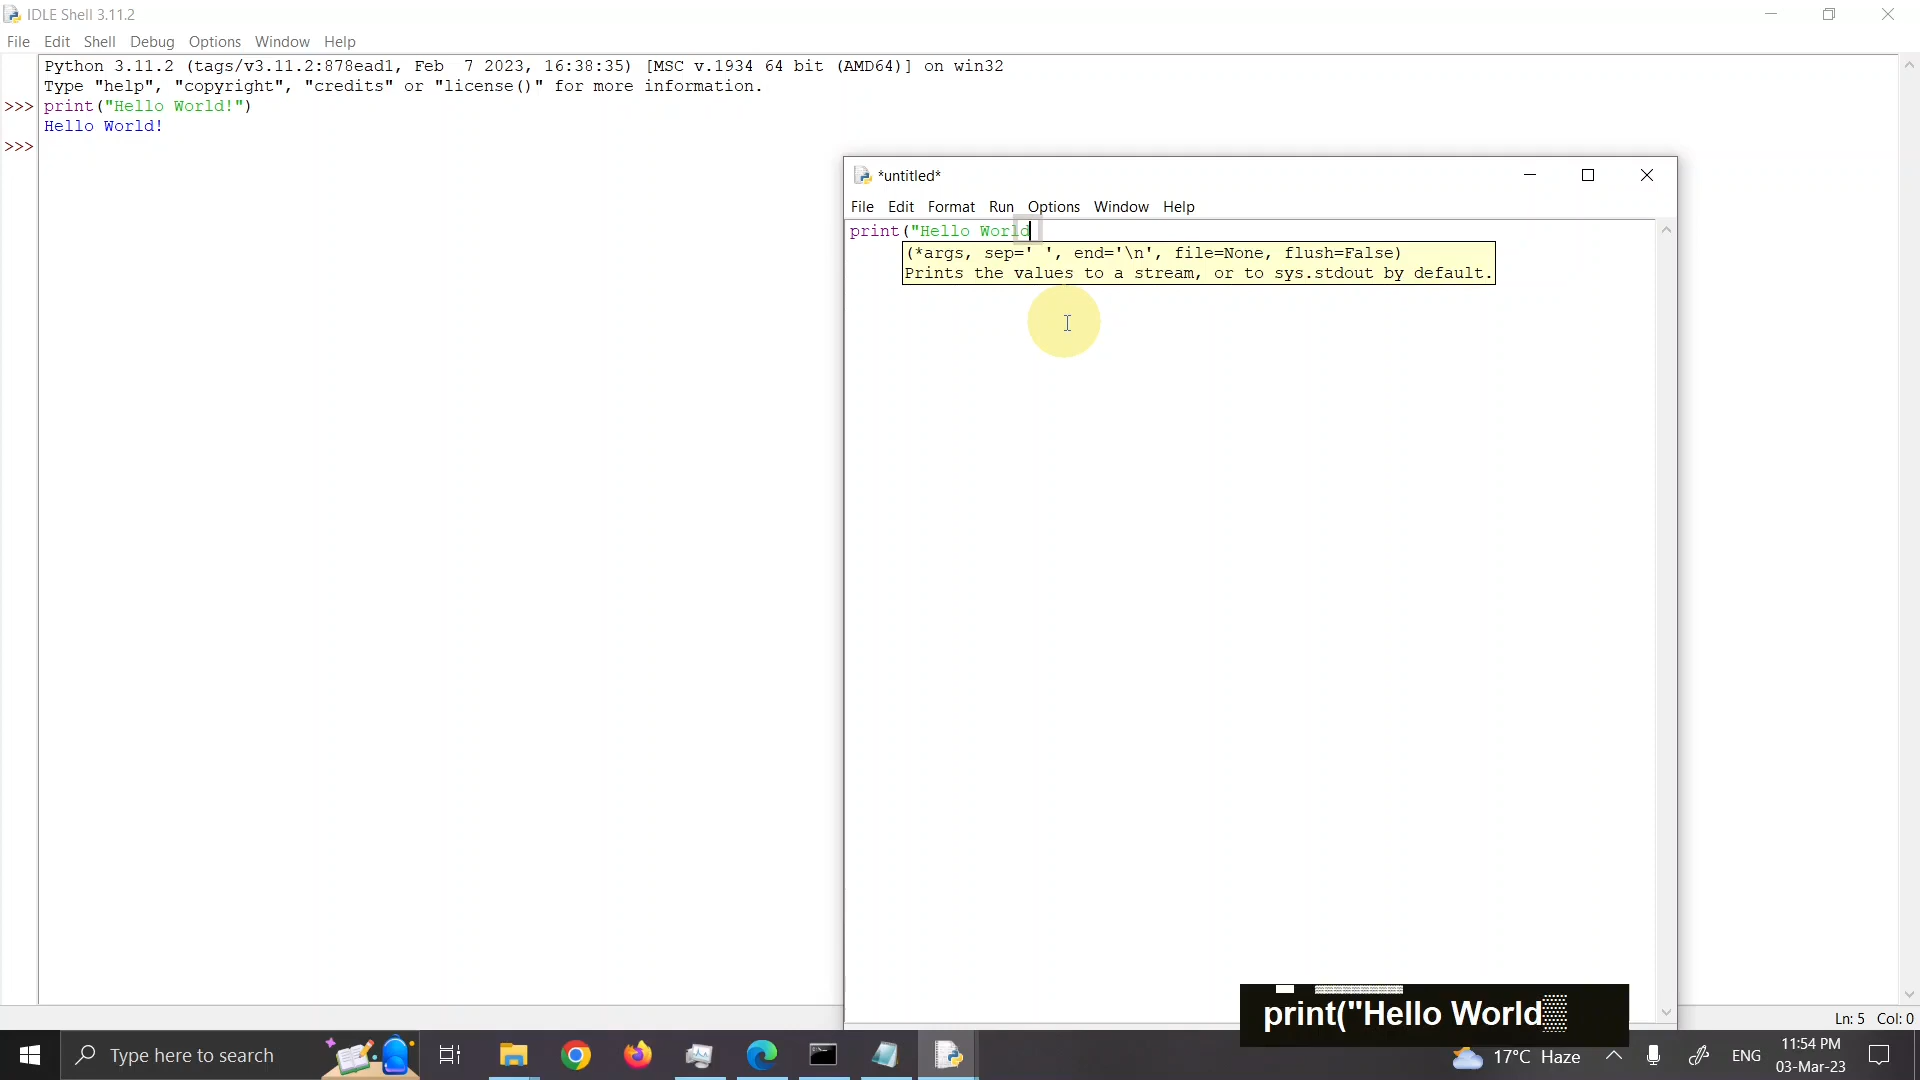 IDLE Shell 3.11.2
File Edit Shell Debug Options Window Help
Python 3.11.2 (tags/v3.11.2:878ead1, Feb  7 2023, 16:38:35) [MSC v.1934 64 bit (AMD64)] on win32
Type "help", "copyright", "credits" or "license()" for more information.
>>> print("Hello World!")
Hello World!
>>>
*untitled*
File Edit Format Run Options Window Help
print("Hello World
(*args, sep=' ', end='\n', file=None, flush=False)
Prints the values to a stream, or to sys.stdout by default.
print("Hello World
Ln: 5 Col: 0
Type here to search
17°C Haze
ENG
11:54 PM
03-Mar-23